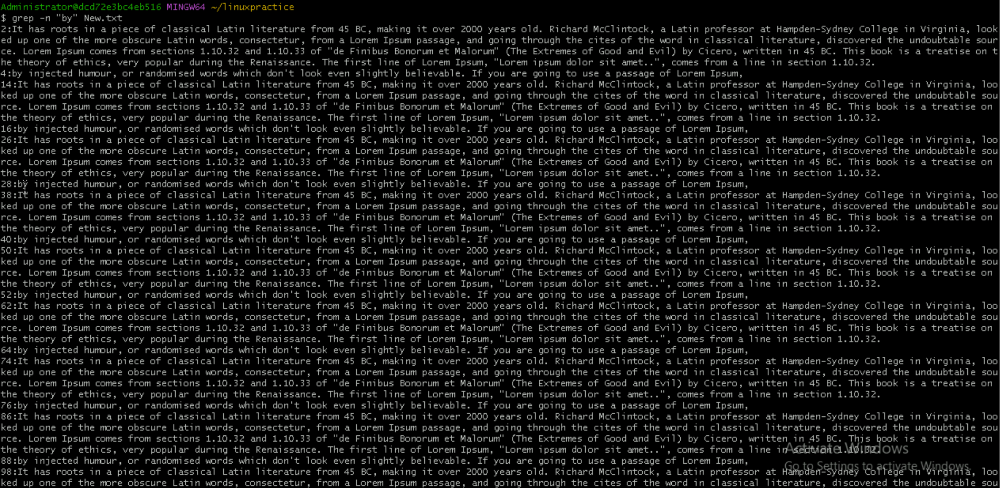 Administrator@dcd72e3bc4eb516 MINGW64 ~/linuxpractice
$ grep -n "by" New.txt
2:It has roots in a piece of classical Latin literature from 45 BC, making it over 2000 years old. Richard McClintock, a Latin professor at Hampden-Sydney College in Virginia, look
ed up one of the more obscure Latin words, consectetur, from a Lorem Ipsum passage, and going through the cites of the word in classical literature, discovered the undoubtable sour
ce. Lorem Ipsum comes from sections 1.10.32 and 1.10.33 of "de Finibus Bonorum et Malorum" (The Extremes of Good and Evil) by Cicero, written in 45 BC. This book is a treatise on t
he theory of ethics, very popular during the Renaissance. The first line of Lorem Ipsum, "Lorem ipsum dolor sit amet..", comes from a line in section 1.10.32.
4:by injected humour, or randomised words which don't look even slightly believable. If you are going to use a passage of Lorem Ipsum,
14:It has roots in a piece of classical Latin literature from 45 BC, making it over 2000 years old. Richard McClintock, a Latin professor at Hampden-Sydney College in Virginia, loo
ked up one of the more obscure Latin words, consectetur, from a Lorem Ipsum passage, and going through the cites of the word in classical literature, discovered the undoubtable sou
rce. Lorem Ipsum comes from sections 1.10.32 and 1.10.33 of "de Finibus Bonorum et Malorum" (The Extremes of Good and Evil) by Cicero, written in 45 BC. This book is a treatise on
the theory of ethics, very popular during the Renaissance. The first line of Lorem Ipsum, "Lorem ipsum dolor sit amet..", comes from a line in section 1.10.32.
16:by injected humour, or randomised words which don't look even slightly believable. If you are going to use a passage of Lorem Ipsum,
26:It has roots in a piece of classical Latin literature from 45 BC, making it over 2000 years old. Richard McClintock, a Latin professor at Hampden-Sydney College in Virginia, loo
ked up one of the more obscure Latin words, consectetur, from a Lorem Ipsum passage, and going through the cites of the word in classical literature, discovered the undoubtable sou
rce. Lorem Ipsum comes from sections 1.10.32 and 1.10.33 of "de Finibus Bonorum et Malorum" (The Extremes of Good and Evil) by Cicero, written in 45 BC. This book is a treatise on
the theory of ethics, very popular during the Renaissance. The first line of Lorem Ipsum, "Lorem ipsum dolor sit amet..", comes from a line in section 1.10.32.
28:by injected humour, or randomised words which don't look even slightly believable. If you are going to use a passage of Lorem Ipsum,
38:It has roots in a piece of classical Latin literature from 45 BC, making it over 2000 years old. Richard McClintock, a Latin professor at Hampden-Sydney College in Virginia, loo
ked up one of the more obscure Latin words, consectetur, from a Lorem Ipsum passage, and going through the cites of the word in classical literature, discovered the undoubtable sou
rce. Lorem Ipsum comes from sections 1.10.32 and 1.10.33 of "de Finibus Bonorum et Malorum" (The Extremes of Good and Evil) by Cicero, written in 45 BC. This book is a treatise on
the theory of ethics, very popular during the Renaissance. The first line of Lorem Ipsum, "Lorem ipsum dolor sit amet..", comes from a line in section 1.10.32.
40:by injected humour, or randomised words which don't look even slightly believable. If you are going to use a passage of Lorem Ipsum,
50:It has roots in a piece of classical Latin literature from 45 BC, making it over 2000 years old. Richard McClintock, a Latin professor at Hampden-Sydney College in Virginia, loo
ked up one of the more obscure Latin words, consectetur, from a Lorem Ipsum passage, and going through the cites of the word in classical literature, discovered the undoubtable sou
rce. Lorem Ipsum comes from sections 1.10.32 and 1.10.33 of "de Finibus Bonorum et Malorum" (The Extremes of Good and Evil) by Cicero, written in 45 BC. This book is a treatise on
the theory of ethics, very popular during the Renaissance. The first line of Lorem Ipsum, "Lorem ipsum dolor sit amet..", comes from a line in section 1.10.32.
52:by injected humour, or randomised words which don't look even slightly believable. If you are going to use a passage of Lorem Ipsum,
62:It has roots in a piece of classical Latin literature from 45 BC, making it over 2000 years old. Richard McClintock, a Latin professor at Hampden-Sydney College in Virginia, loo
ked up one of the more obscure Latin words, consectetur, from a Lorem Ipsum passage, and going through the cites of the word in classical literature, discovered the undoubtable sou
rce. Lorem Ipsum comes from sections 1.10.32 and 1.10.33 of "de Finibus Bonorum et Malorum" (The Extremes of Good and Evil) by Cicero, written in 45 BC. This book is a treatise on
the theory of ethics, very popular during the Renaissance. The first line of Lorem Ipsum, "Lorem ipsum dolor sit amet..", comes from a line in section 1.10.32.
64:by injected humour, or randomised words which don't look even slightly believable. If you are going to use a passage of Lorem Ipsum,
74:It has roots in a piece of classical Latin literature from 45 BC, making it over 2000 years old. Richard McClintock, a Latin professor at Hampden-Sydney College in Virginia, loo
ked up one of the more obscure Latin words, consectetur, from a Lorem Ipsum passage, and going through the cites of the word in classical literature, discovered the undoubtable sou
rce. Lorem Ipsum comes from sections 1.10.32 and 1.10.33 of "de Finibus Bonorum et Malorum" (The Extremes of Good and Evil) by Cicero, written in 45 BC. This book is a treatise on
the theory of ethics, very popular during the Renaissance. The first line of Lorem Ipsum, "Lorem ipsum dolor sit amet..", comes from a line in section 1.10.32.
76:by injected humour, or randomised words which don't look even slightly believable. If you are going to use a passage of Lorem Ipsum,
86:It has roots in a piece of classical Latin literature from 45 BC, making it over 2000 years old. Richard McClintock, a Latin professor at Hampden-Sydney College in Virginia, loo
ked up one of the more obscure Latin words, consectetur, from a Lorem Ipsum passage, and going through the cites of the word in classical literature, discovered the undoubtable sou
rce. Lorem Ipsum comes from sections 1.10.32 and 1.10.33 of "de Finibus Bonorum et Malorum" (The Extremes of Good and Evil) by Cicero, written in 45 BC. This book is a treatise on
the theory of ethics, very popular during the Renaissance. The first line of Lorem Ipsum, "Lorem ipsum dolor sit amet..", comes from a line in section 1.10.32.
Activate Windows
88:by injected humour, or randomised words which don't look even slightly believable. If you are going to use a passage of Lorem Ipsum,
Go to Settings to activate Windows.
98:It has roots in a piece of classical Latin literature from 45 BC, making it over 2000 years old. Richard McClintock, a Latin professor at Hampden-Sydney College in Virginia, loo
ked up one of the more obscure Latin words, consectetur, from a Lorem Ipsum passage, and going through the cites of the word in classical literature, discovered the undoubtable sou